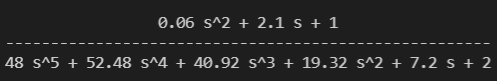 0.06 s^2 + 2.1 s + 1
------------------------------------------------------
48 s^5 + 52.48 s^4 + 40.92 s^3 + 19.32 s^2 + 7.2 s + 2